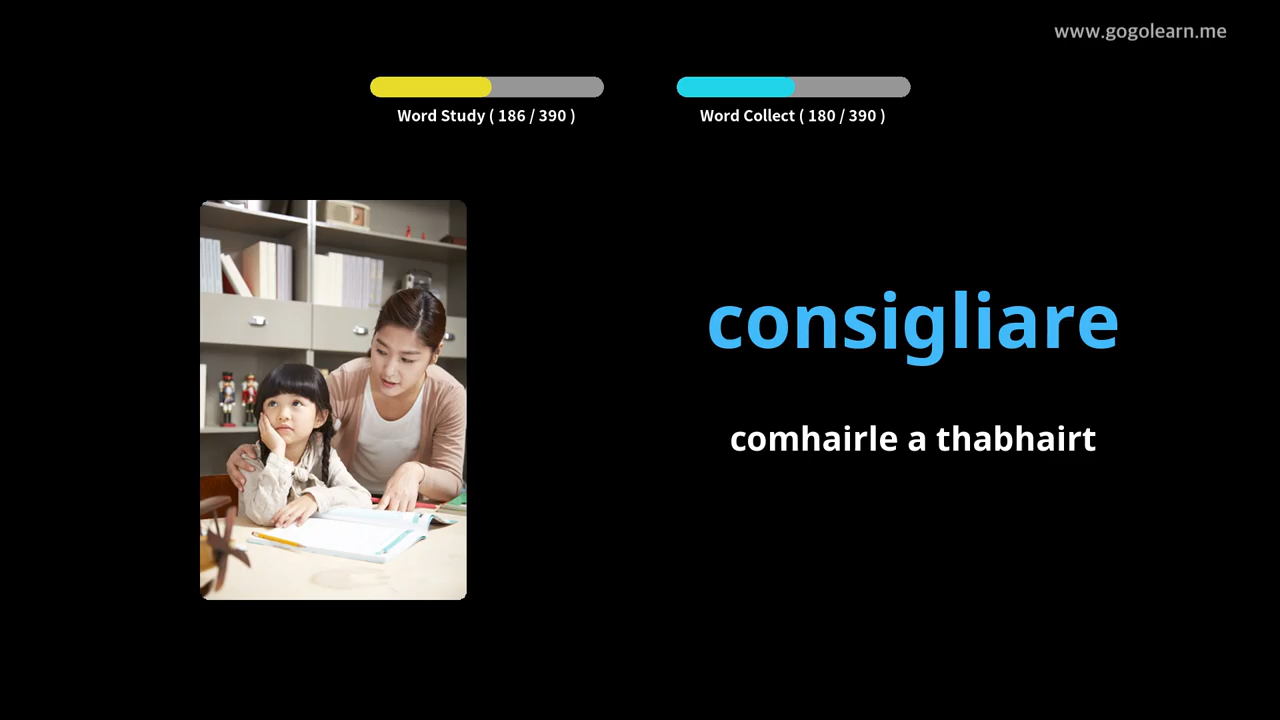 www.gogolearn.me
Word Study ( 186 / 390 )
Word Collect ( 180 / 390 )
consigliare
comhairle a thabhairt